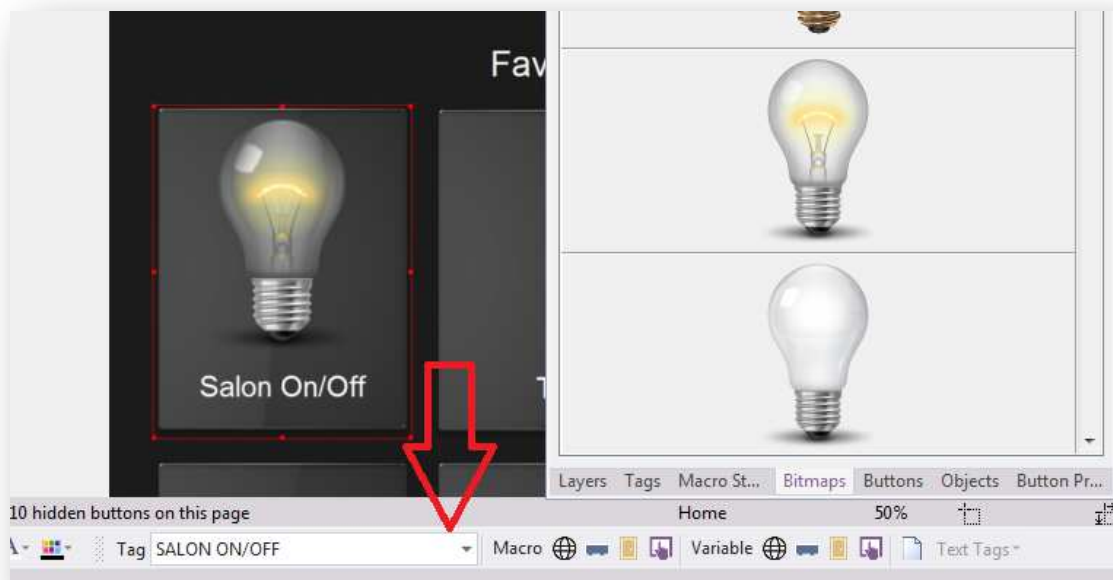 Fav
Salon On/Off
T
Layers Tags Macro St... Bitmaps Buttons Objects Button Pr...
10 hidden buttons on this page Home 50%
Tag SALON ON/OFF Macro Variable Text Tags